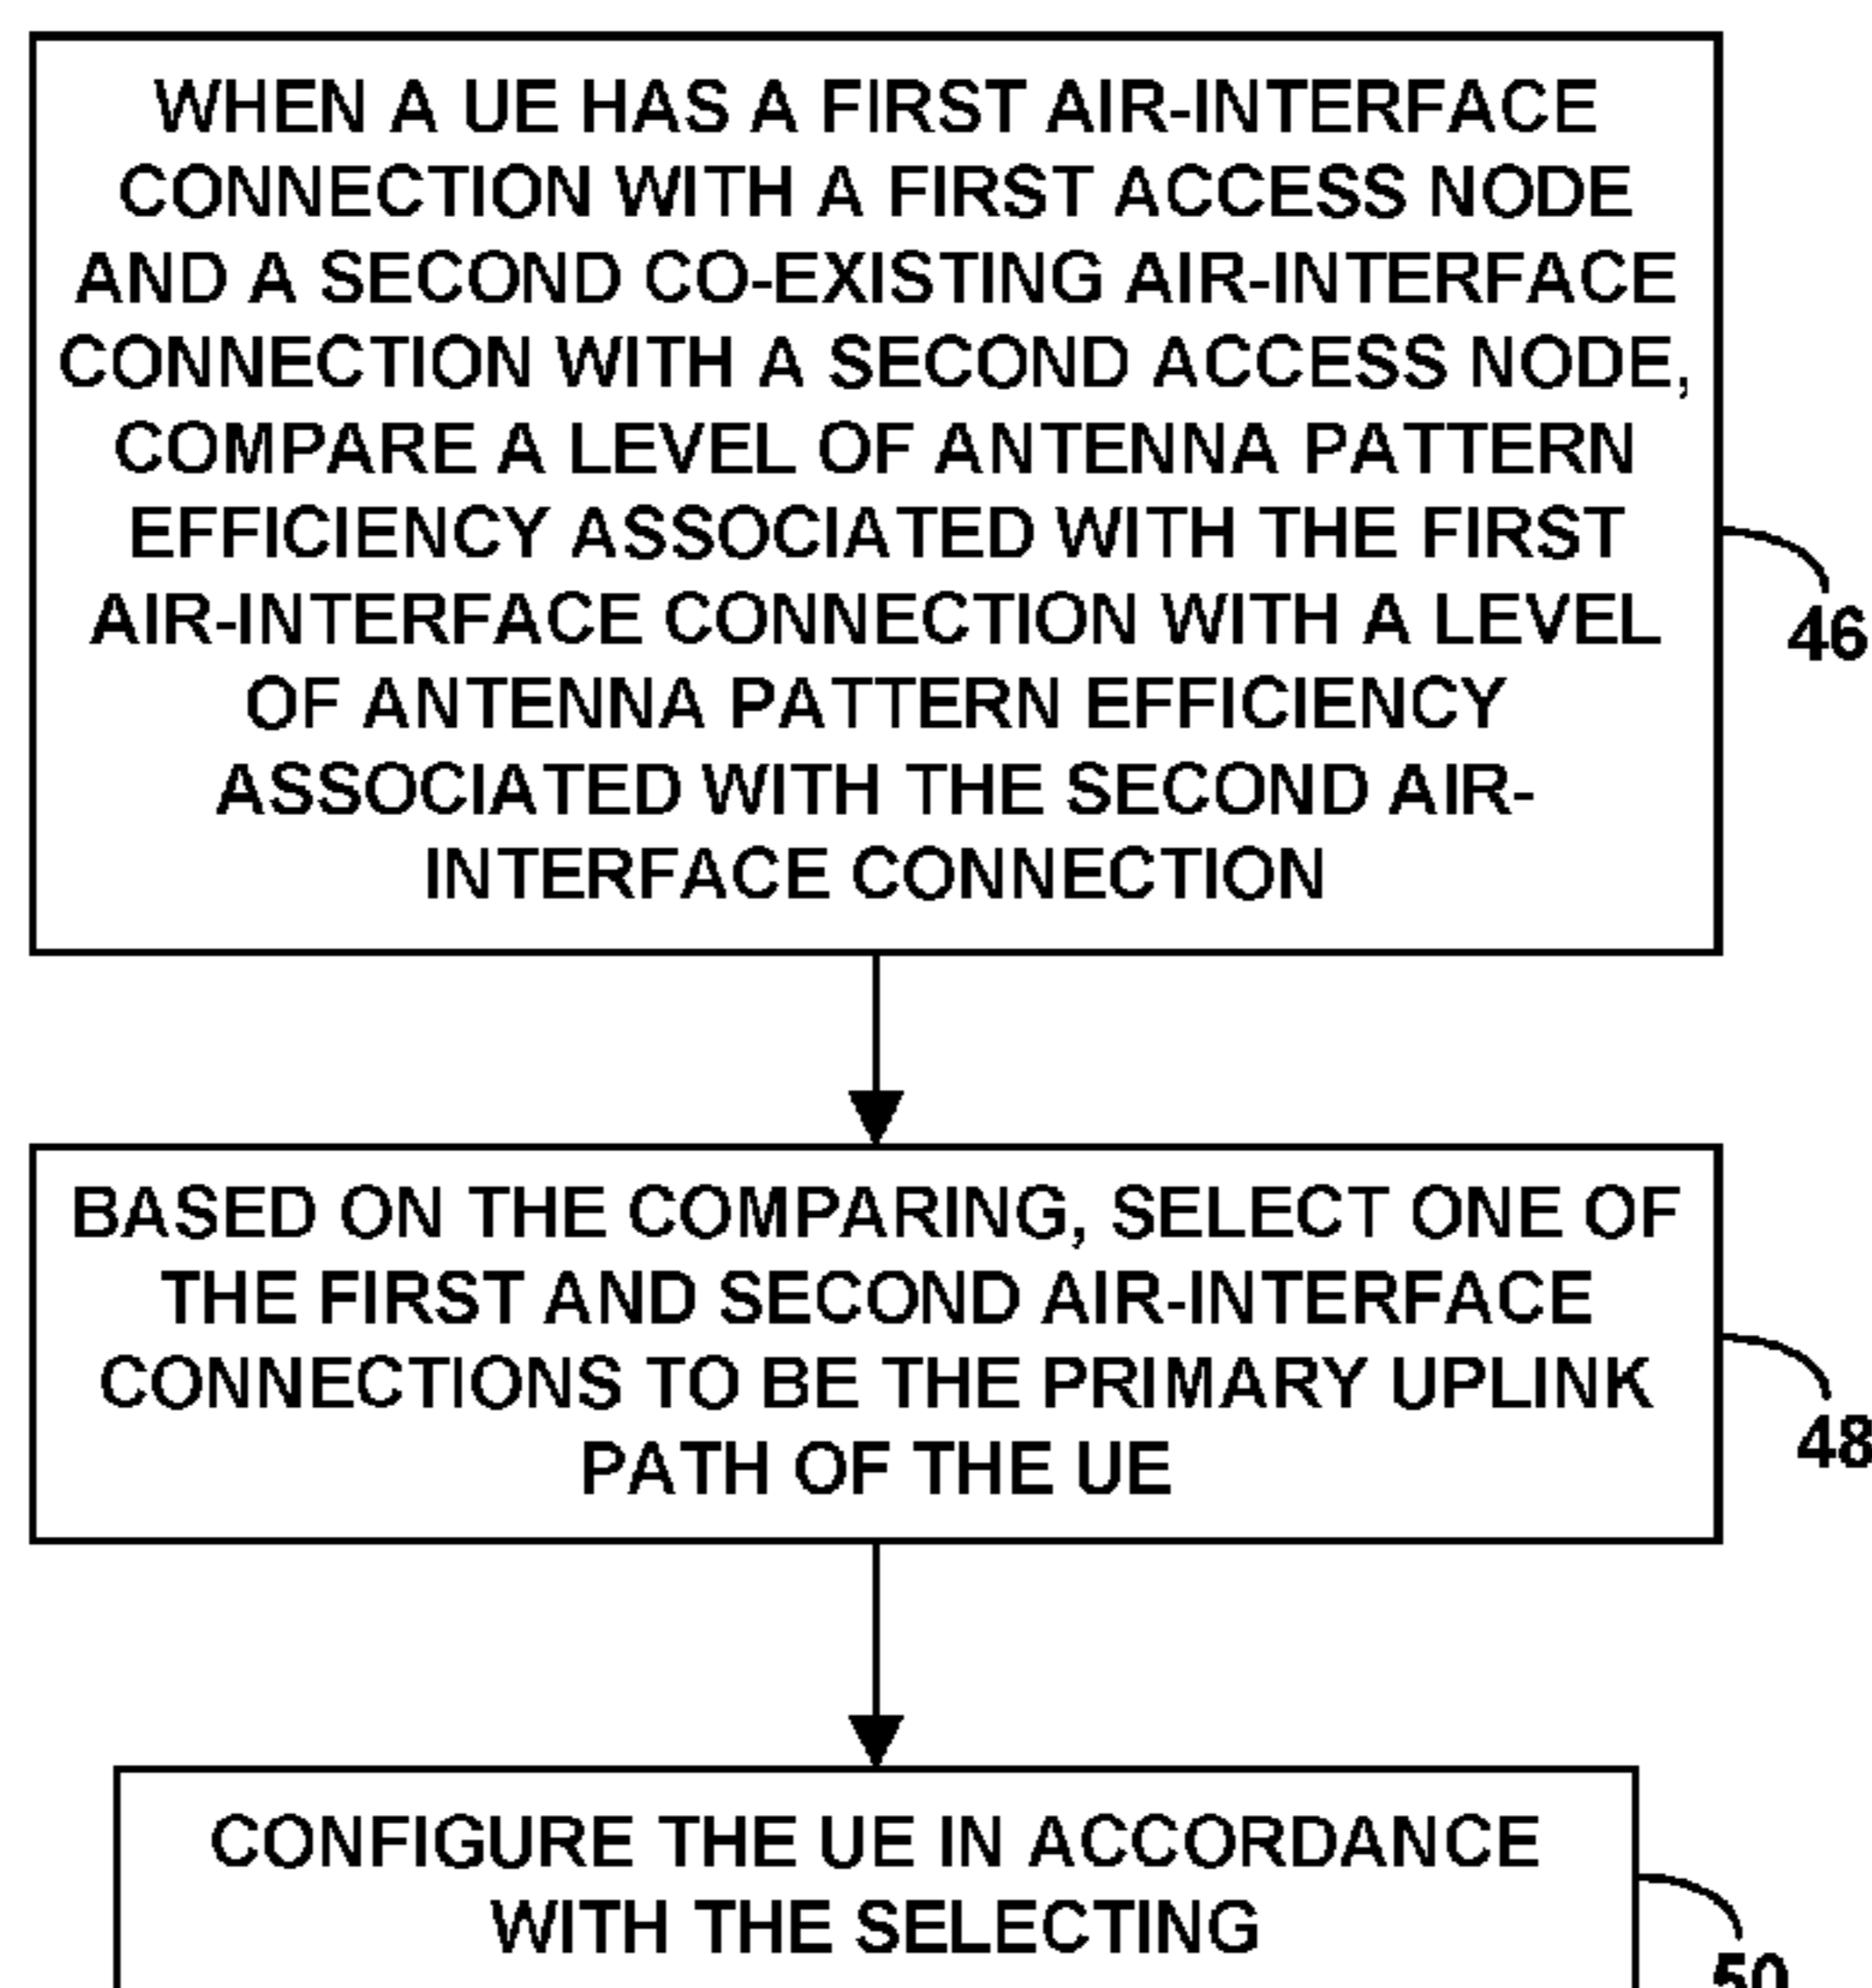 WHEN A UE HAS A FIRST AIR-INTERFACE
CONNECTION WITH A FIRST ACCESS NODE
AND A SECOND CO-EXISTING AIR-INTERFACE
CONNECTION WITH A SECOND ACCESS NODE,
COMPARE A LEVEL OF ANTENNA PATTERN
EFFICIENCY ASSOCIATED WITH THE FIRST
AIR-INTERFACE CONNECTION WITH A LEVEL
OF ANTENNA PATTERN EFFICIENCY
ASSOCIATED WITH THE SECOND AIR-
INTERFACE CONNECTION
46
BASED ON THE COMPARING, SELECT ONE OF
THE FIRST AND SECOND AIR-INTERFACE
CONNECTIONS TO BE THE PRIMARY UPLINK
PATH OF THE UE
48
CONFIGURE THE UE IN ACCORDANCE
WITH THE SELECTING
50